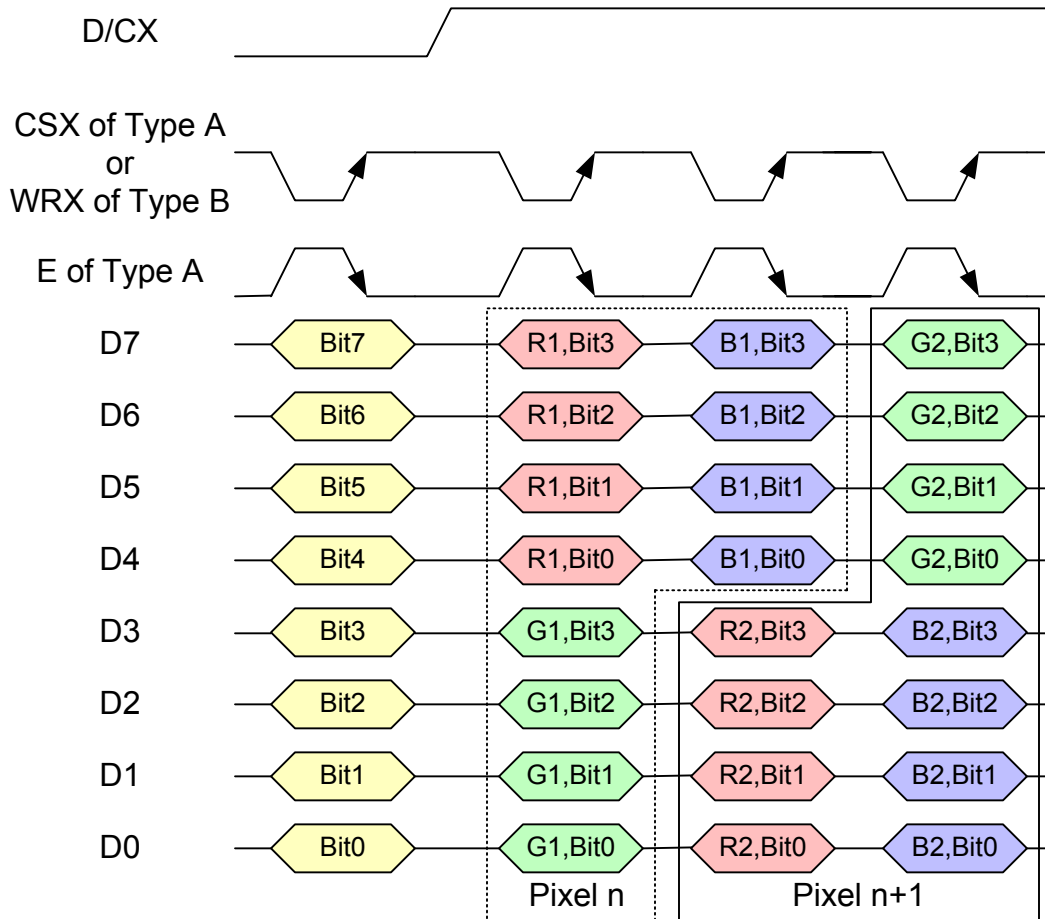 D/CX
CSX of Type A
or
WRX of Type B
E of Type A
D7 Bit7 R1,Bit3 B1,Bit3 G2,Bit3
D6 Bit6 R1,Bit2 B1,Bit2 G2,Bit2
D5 Bit5 R1,Bit1 B1,Bit1 G2,Bit1
D4 Bit4 R1,Bit0 B1,Bit0 G2,Bit0
D3 Bit3 G1,Bit3 R2,Bit3 B2,Bit3
D2 Bit2 G1,Bit2 R2,Bit2 B2,Bit2
D1 Bit1 G1,Bit1 R2,Bit1 B2,Bit1
D0 Bit0 G1,Bit0 R2,Bit0 B2,Bit0
Pixel n Pixel n+1